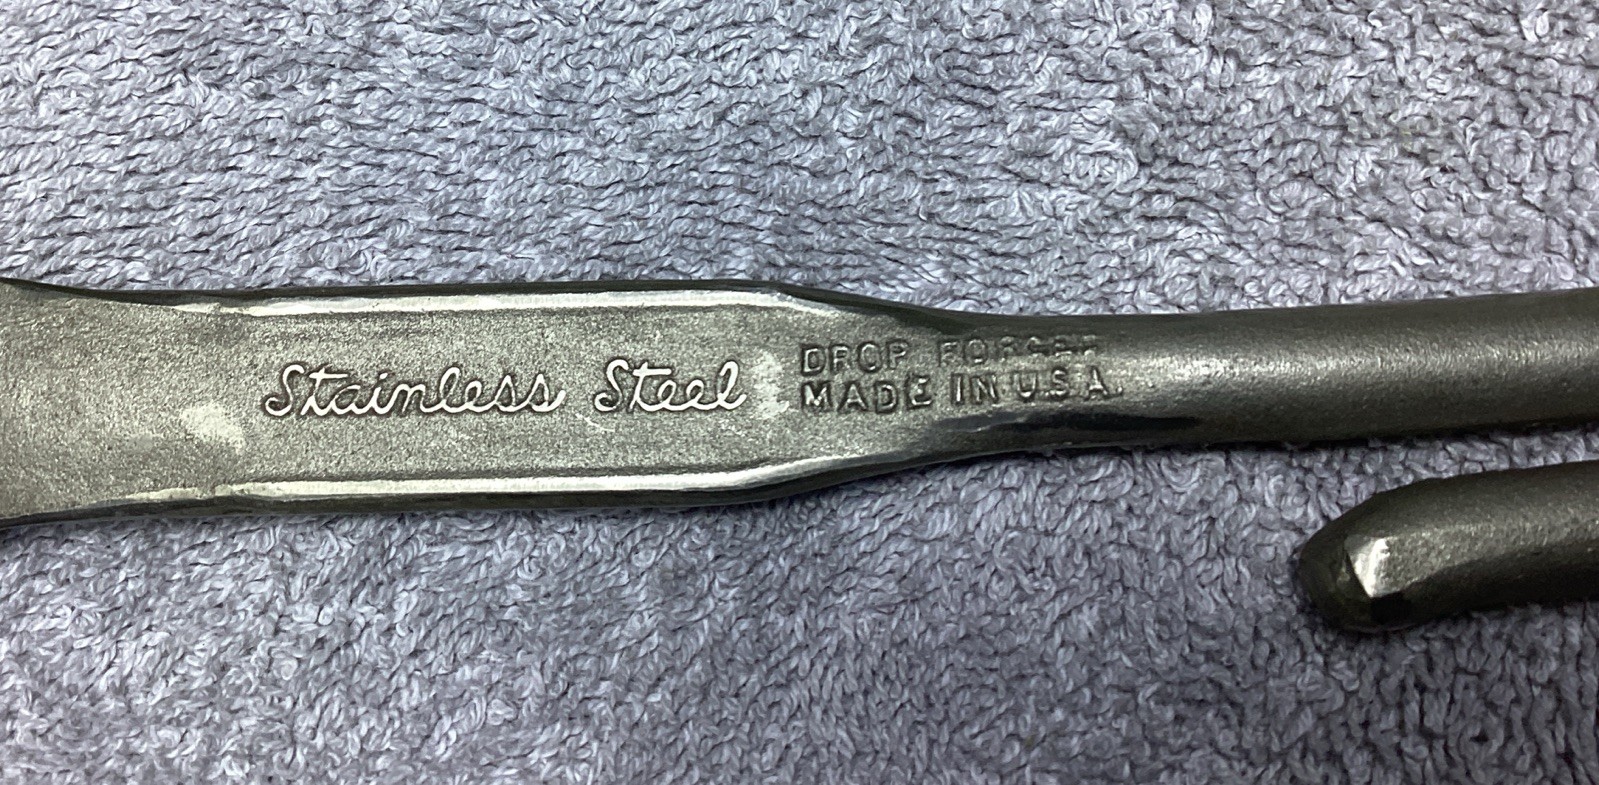 Stainless Steel
DROP FORGED
MADE IN U.S.A.